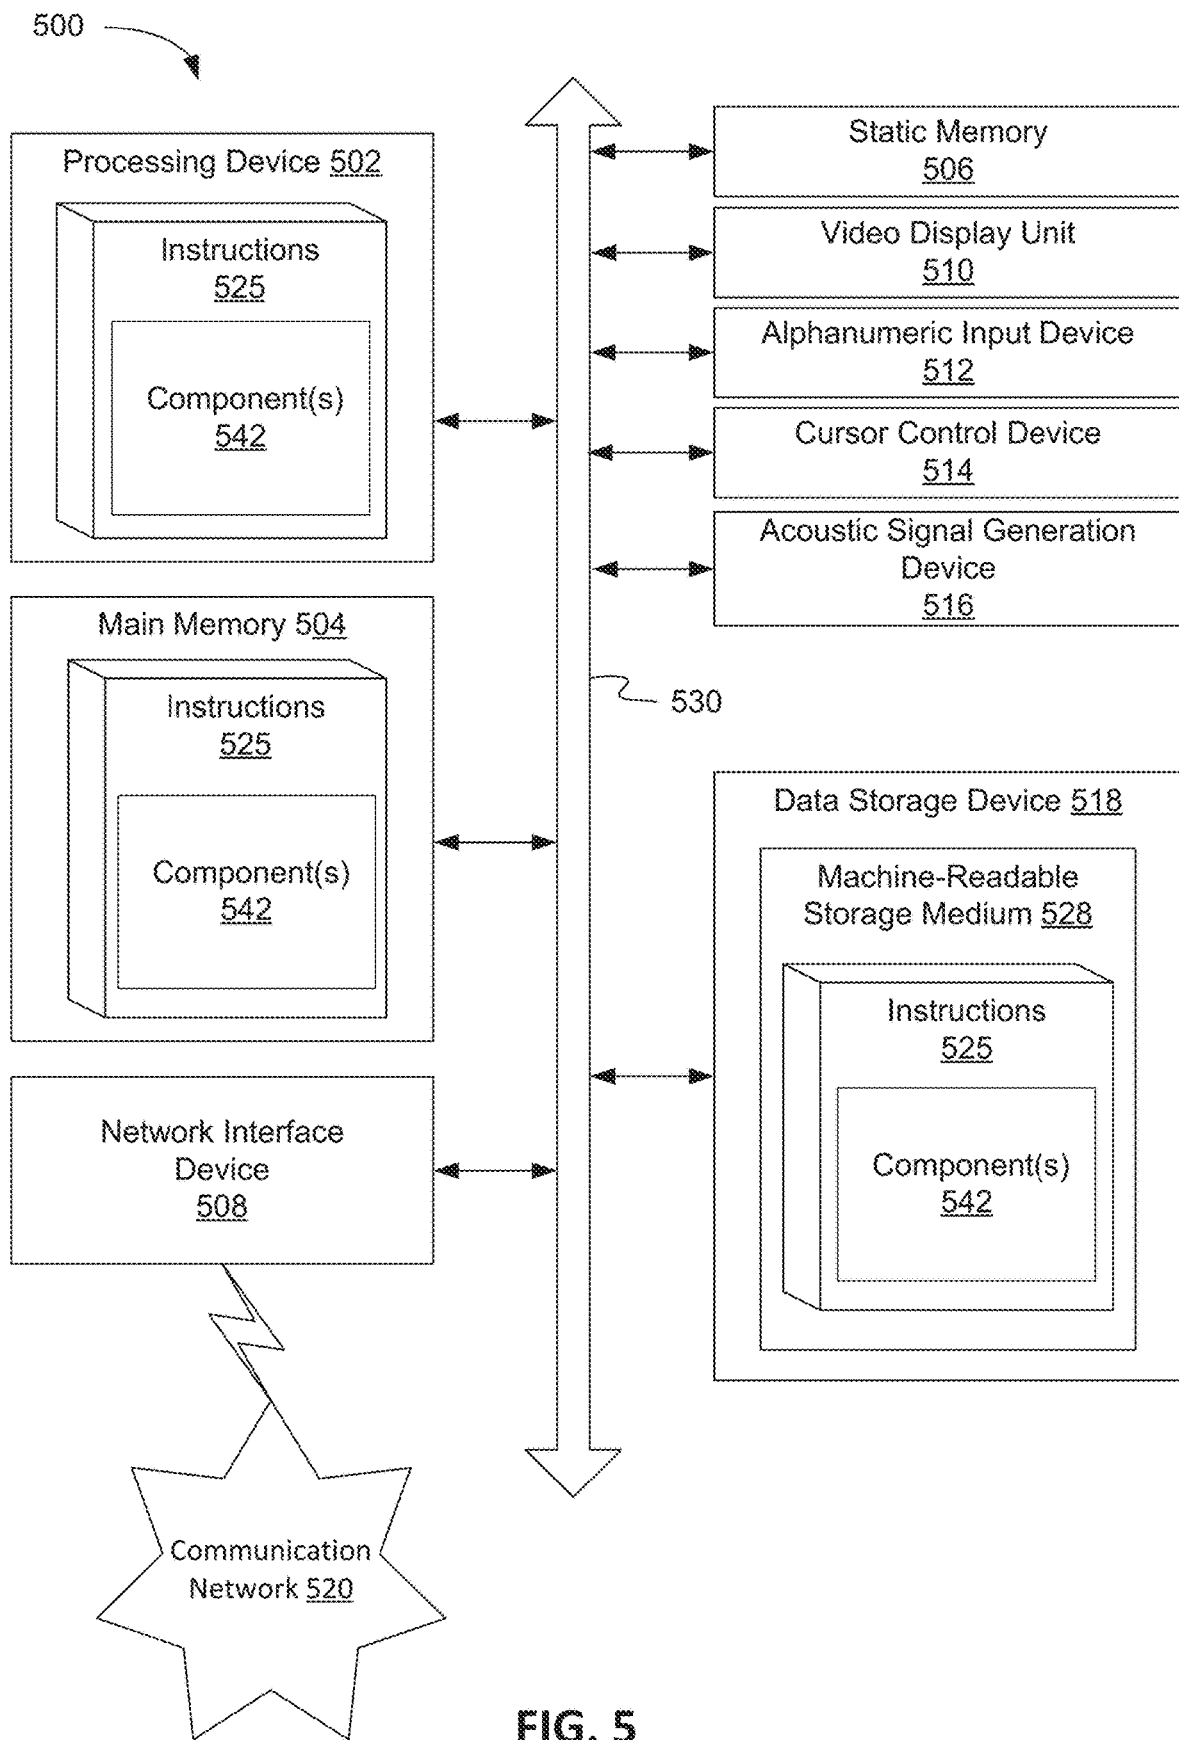 500
Processing Device 502
Instructions
525
Component(s)
542
Main Memory 504
Instructions
525
Component(s)
542
Network Interface
Device
508
Communication
Network 520
Static Memory
506
Video Display Unit
510
Alphanumeric Input Device
512
Cursor Control Device
514
Acoustic Signal Generation
Device
516
530
Data Storage Device 518
Machine-Readable
Storage Medium 528
Instructions
525
Component(s)
542
FIG. 5